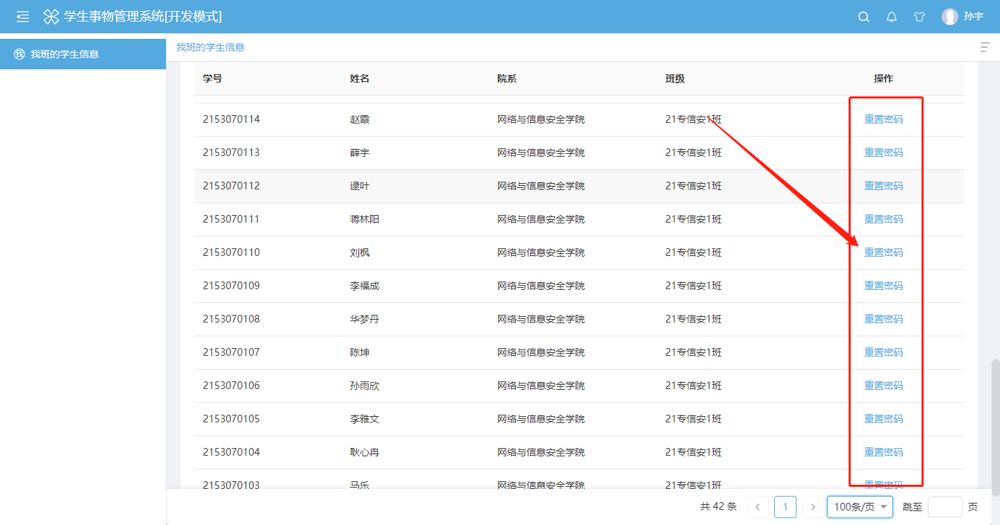 学生事物管理系统[开发模式]
孙宇
我班的学生信息
我班的学生信息
学号 姓名 院系 班级 操作
2153070114 赵霞 网络与信息安全学院 21专信安1班 重置密码
2153070113 薛宇 网络与信息安全学院 21专信安1班 重置密码
2153070112 逯叶 网络与信息安全学院 21专信安1班 重置密码
2153070111 蒋林阳 网络与信息安全学院 21专信安1班 重置密码
2153070110 刘枫 网络与信息安全学院 21专信安1班 重置密码
2153070109 李福成 网络与信息安全学院 21专信安1班 重置密码
2153070108 华梦丹 网络与信息安全学院 21专信安1班 重置密码
2153070107 陈坤 网络与信息安全学院 21专信安1班 重置密码
2153070106 孙雨欣 网络与信息安全学院 21专信安1班 重置密码
2153070105 李雅文 网络与信息安全学院 21专信安1班 重置密码
2153070104 耿心冉 网络与信息安全学院 21专信安1班 重置密码
2153070103 马乐 网络与信息安全学院 21专信安1班 重置密码
共 42 条 1 100条/页 跳至 页